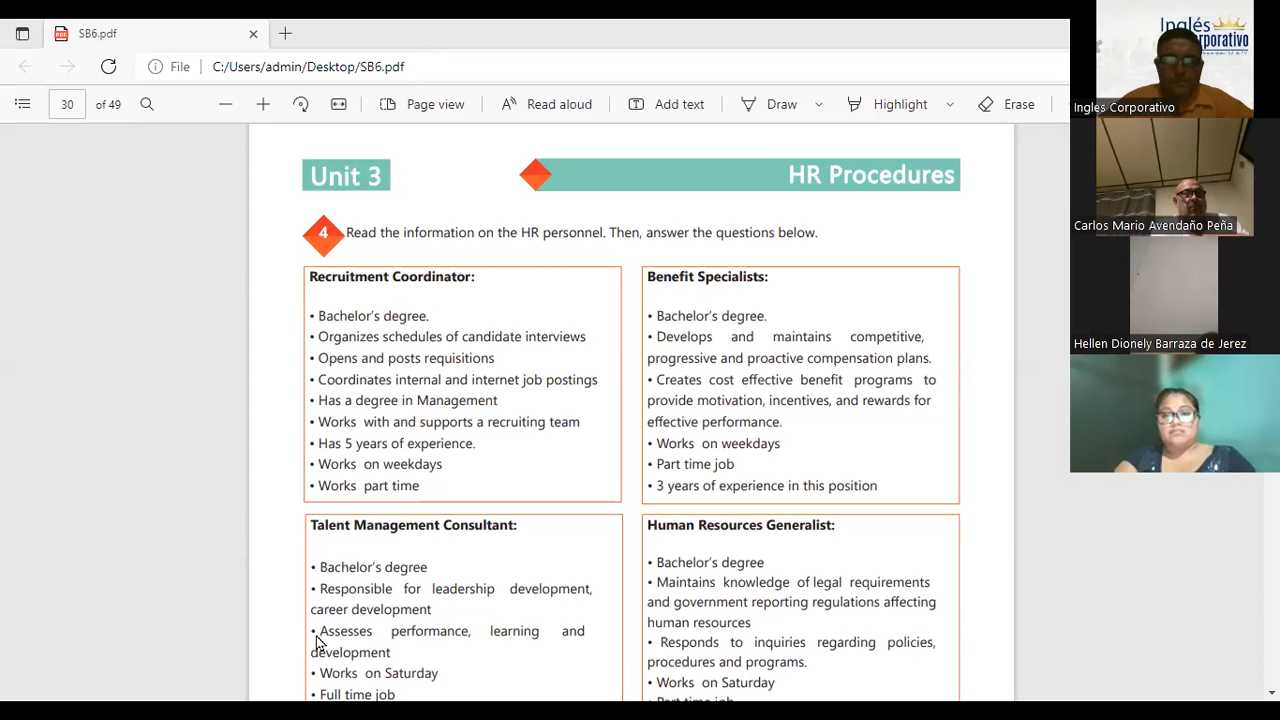 SB6.pdf
File
C:/Users/admin/Desktop/SB6.pdf
30 of 49
Page view
Read aloud
Add text
Draw
Highlight
Erase
Unit 3
HR Procedures
4 Read the information on the HR personnel. Then, answer the questions below.
Recruitment Coordinator:
• Bachelor's degree.
• Organizes schedules of candidate interviews
• Opens and posts requisitions
• Coordinates internal and internet job postings
• Has a degree in Management
• Works with and supports a recruiting team
• Has 5 years of experience.
• Works on weekdays
• Works part time
Benefit Specialists:
• Bachelor's degree.
• Develops and maintains competitive,
progressive and proactive compensation plans.
• Creates cost effective benefit programs to
provide motivation, incentives, and rewards for
effective performance.
• Works on weekdays
• Part time job
• 3 years of experience in this position
Talent Management Consultant:
• Bachelor's degree
• Responsible for leadership development,
career development
• Assesses performance, learning and
development
• Works on Saturday
• Full time job
Human Resources Generalist:
• Bachelor's degree
• Maintains knowledge of legal requirements
and government reporting regulations affecting
human resources
• Responds to inquiries regarding policies,
procedures and programs.
• Works on Saturday
Inglés
Ingles Corporativo
Carlos Mario Avendaño Peña
Hellen Dionely Barraza de Jerez